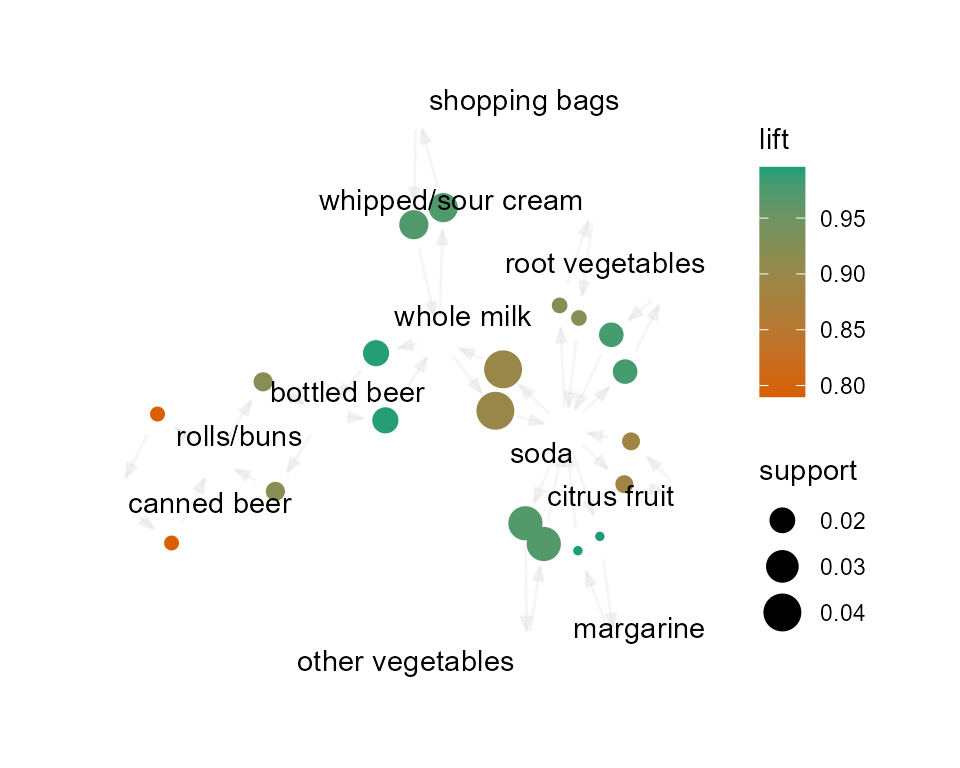 shopping bags
lift
whipped/sour cream
0.95
root vegetables
0.90
whole milk
0.85
0.80
bottled beer
rolls/buns
soda
support
citrus fruit
canned beer
0.02
0.03
0.04
margarine
other vegetables